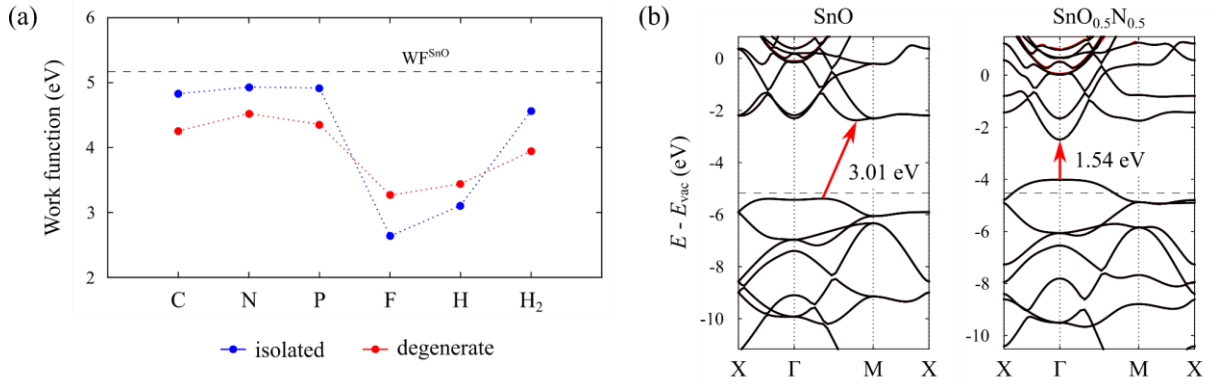 (a)
6
5
4
3
2
Work function (eV)
WF^SnO
C N P F H H₂
isolated degenerate
(b)
SnO
0
-2
-4
-6
-8
-10
E - E_vac (eV)
3.01 eV
X Γ M X
SnO₀.₅N₀.₅
0
-2
-4
-6
-8
-10
1.54 eV
X Γ M X